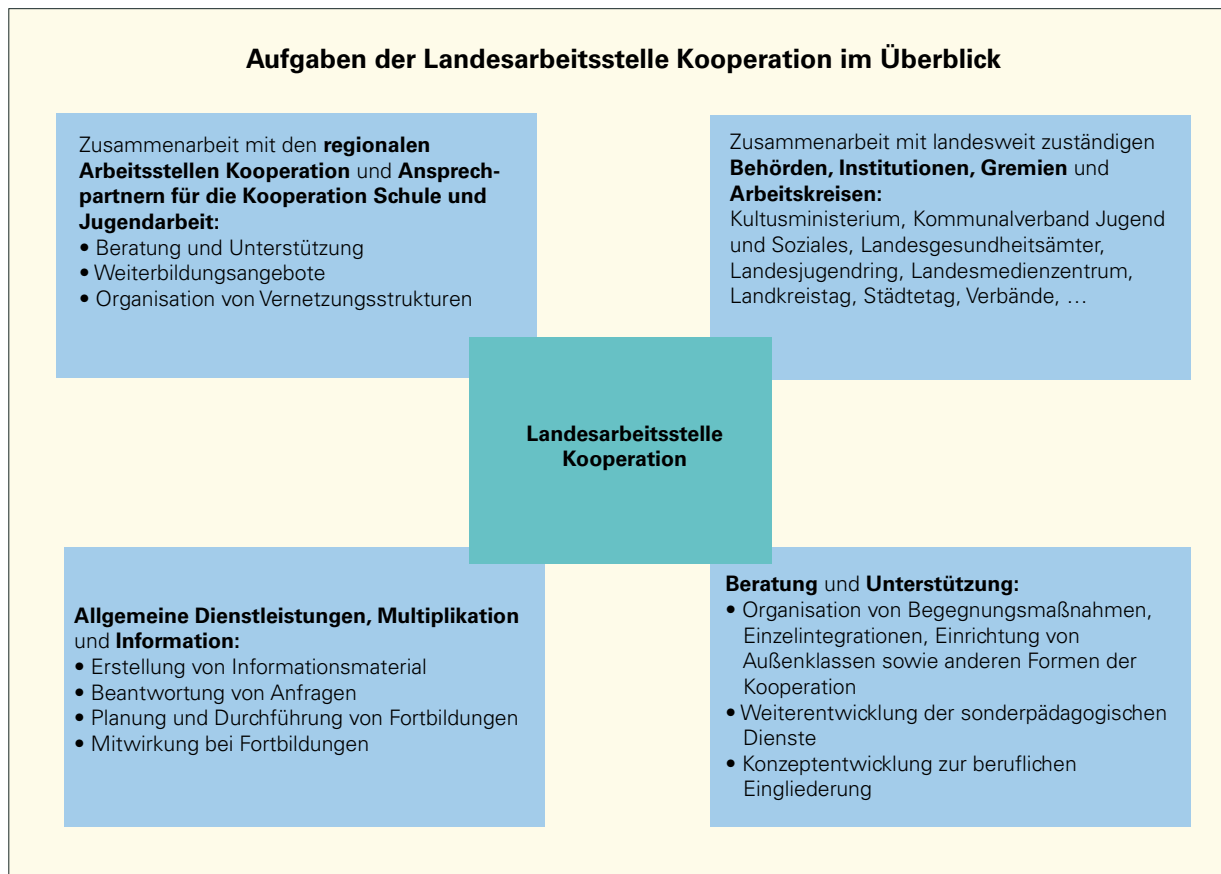 Aufgaben der Landesarbeitsstelle Kooperation im Überblick
Zusammenarbeit mit den regionalen
Arbeitsstellen Kooperation und Ansprech-
partnern für die Kooperation Schule und
Jugendarbeit:
• Beratung und Unterstützung
• Weiterbildungsangebote
• Organisation von Vernetzungsstrukturen
Zusammenarbeit mit landesweit zuständigen
Behörden, Institutionen, Gremien und
Arbeitskreisen:
Kultusministerium, Kommunalverband Jugend
und Soziales, Landesgesundheitsämter,
Landesjugendring, Landesmedienzentrum,
Landkreistag, Städtetag, Verbände, …
Landesarbeitsstelle
Kooperation
Allgemeine Dienstleistungen, Multiplikation
und Information:
• Erstellung von Informationsmaterial
• Beantwortung von Anfragen
• Planung und Durchführung von Fortbildungen
• Mitwirkung bei Fortbildungen
Beratung und Unterstützung:
• Organisation von Begegnungsmaßnahmen,
Einzelintegrationen, Einrichtung von
Außenklassen sowie anderen Formen der
Kooperation
• Weiterentwicklung der sonderpädagogischen
Dienste
• Konzeptentwicklung zur beruflichen
Eingliederung